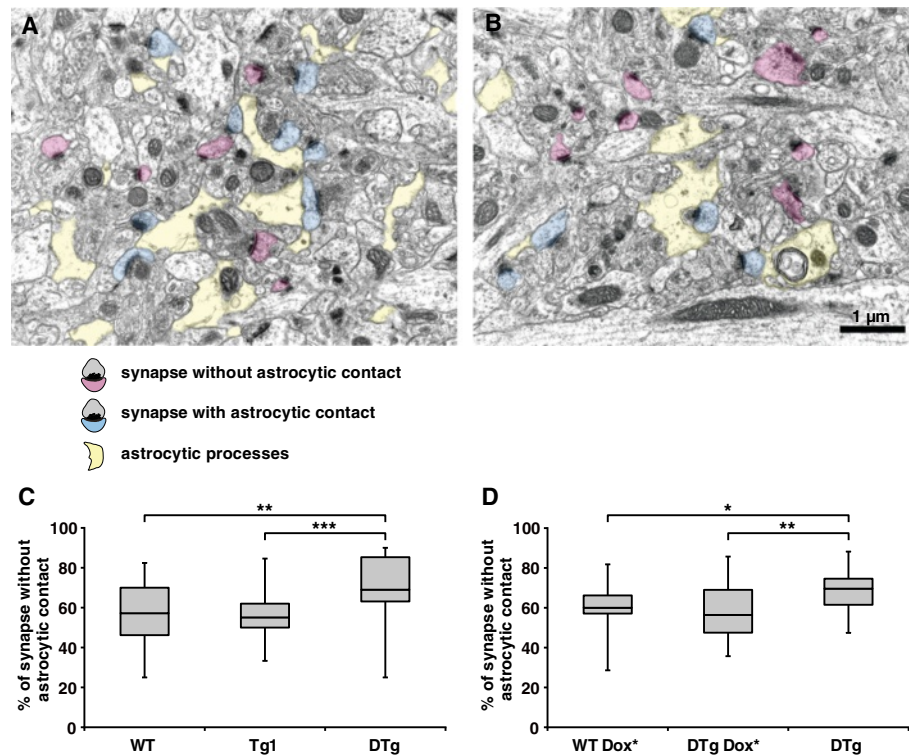 A
B
1 µm
synapse without astrocytic contact
synapse with astrocytic contact
astrocytic processes
C
% of synapse without
astrocytic contact
100
80
60
40
20
0
**
***
WT
Tg1
DTg
D
% of synapse without
astrocytic contact
100
80
60
40
20
0
*
**
WT Dox*
DTg Dox*
DTg